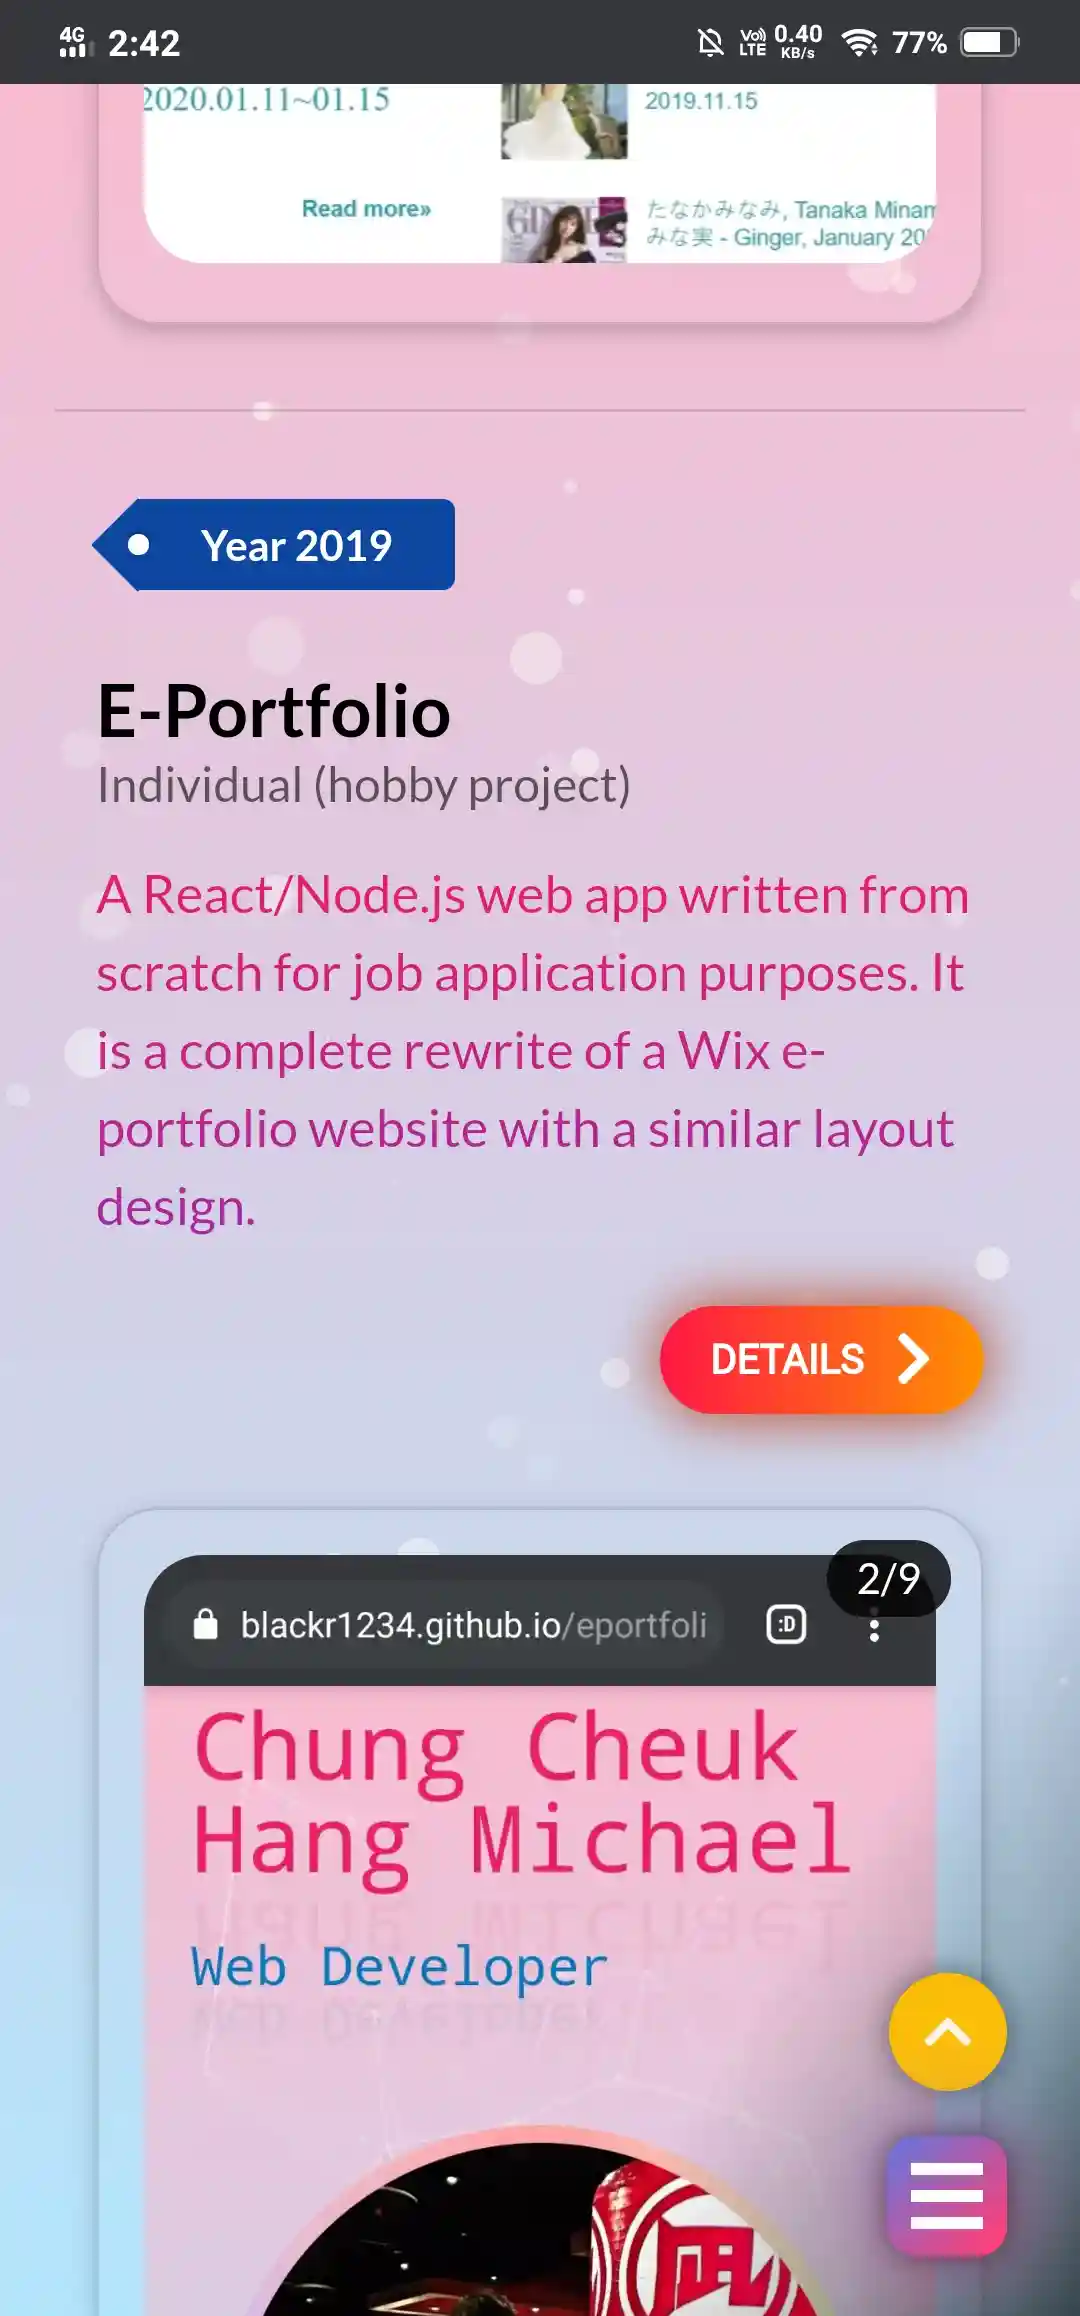 4G 2:42 Vo) LTE 0.40 KB/s 77%
2020.01.11~01.15
2019.11.15
Read more»
たなかみなみ, Tanaka Minam
みな実 - Ginger, January 20
Year 2019
E-Portfolio
Individual (hobby project)
A React/Node.js web app written from
scratch for job application purposes. It
is a complete rewrite of a Wix e-
portfolio website with a similar layout
design.
DETAILS
2/9
blackr1234.github.io/eportfoli
:D
Chung Cheuk
Hang Michael
Web Developer
凪